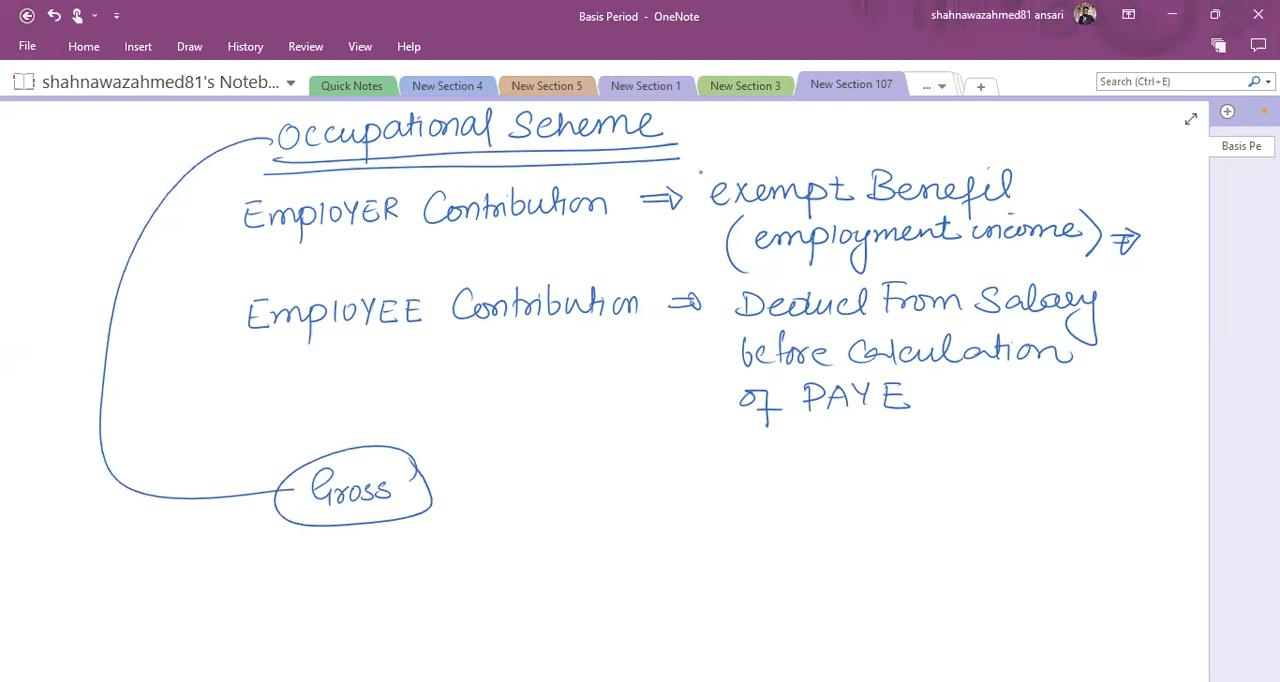 Basis Period - OneNote
shahnawazahmed81 ansari
File Home Insert Draw History Review View Help
shahnawazahmed81's Noteb...
Quick Notes New Section 4 New Section 5 New Section 1 New Section 3 New Section 107 ...
Search (Ctrl+E)
Basis Pe
Occupational Scheme
EMPLOYER Contribution ⇒ exempt Benefit
(employment income) ⇒
EMPLOYEE Contribution ⇒ Deduct From Salary
before calculation
of PAYE
Gross